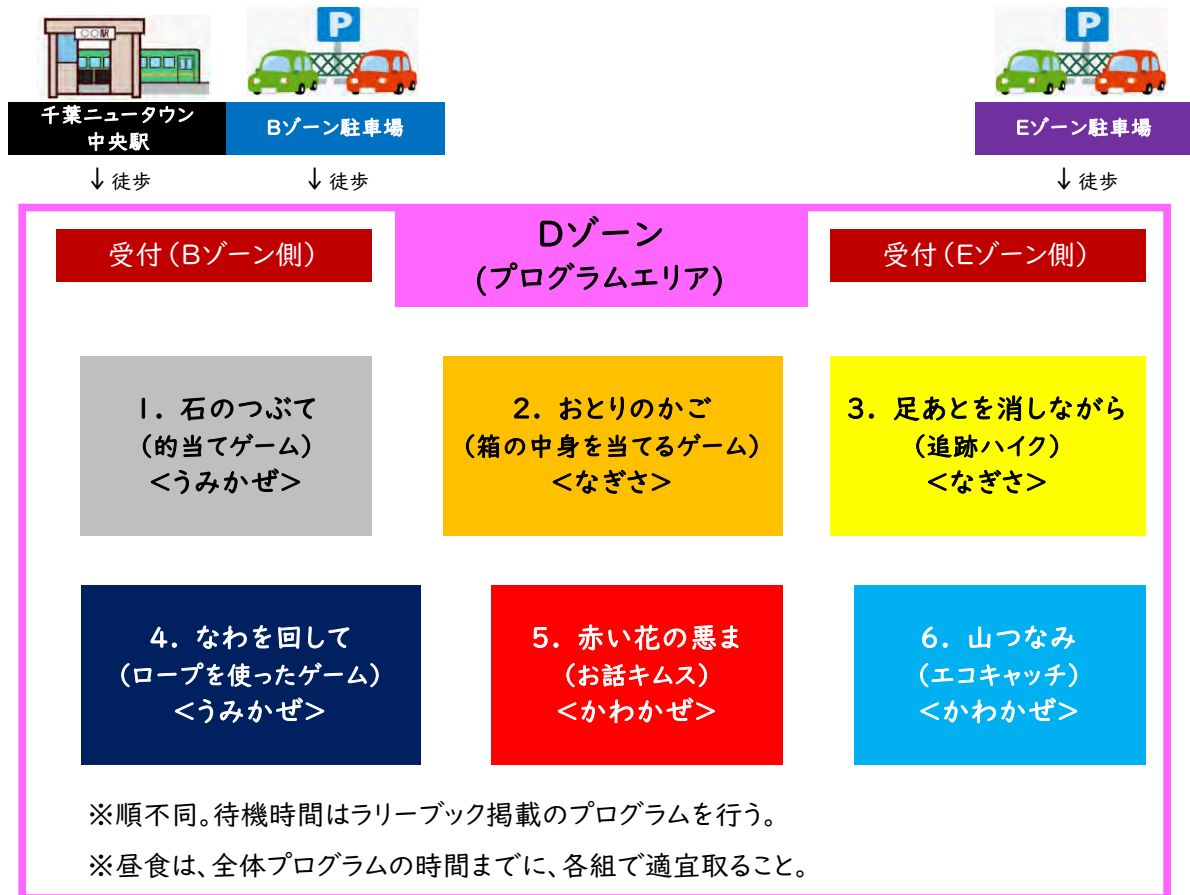 ○○駅
P
P
千葉ニュータウン
中央駅
Bゾーン駐車場
Eゾーン駐車場
↓徒歩
↓徒歩
↓徒歩
受付(Bゾーン側)
Dゾーン
(プログラムエリア)
受付(Eゾーン側)
1. 石のつぶて
(的当てゲーム)
<うみかぜ>
2. おとりのかご
(箱の中身を当てるゲーム)
<なぎさ>
3. 足あとを消しながら
(追跡ハイク)
<なぎさ>
4. なわを回して
(ロープを使ったゲーム)
<うみかぜ>
5. 赤い花の悪ま
(お話キムス)
<かわかぜ>
6. 山つなみ
(エコキャッチ)
<かわかぜ>
※順不同。待機時間はラリーブック掲載のプログラムを行う。
※昼食は、全体プログラムの時間までに、各組で適宜取ること。